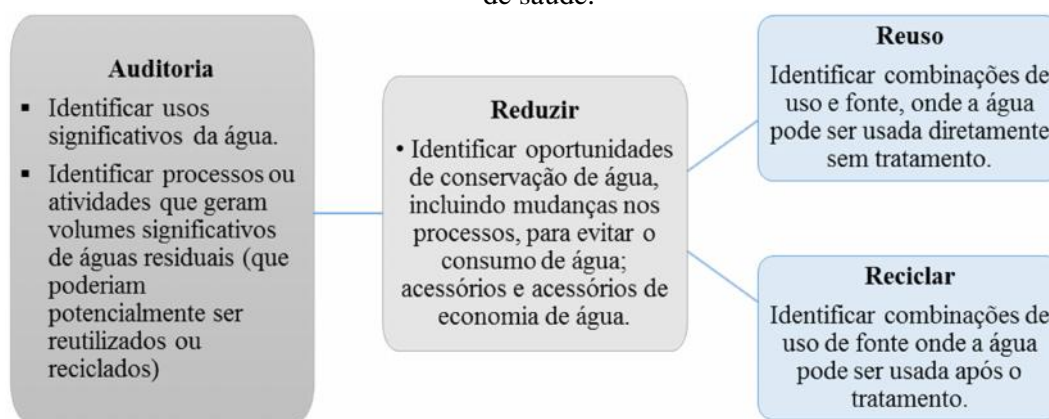 de saúde.
Auditoria
▪ Identificar usos
significativos da água.
▪ Identificar processos ou
atividades que geram
volumes significativos
de águas residuais (que
poderiam
potencialmente ser
reutilizados ou
reciclados)
Reduzir
• Identificar oportunidades
de conservação de água,
incluindo mudanças nos
processos, para evitar o
consumo de água;
acessórios e acessórios de
economia de água.
Reuso
Identificar combinações de
uso e fonte, onde a água
pode ser usada diretamente
sem tratamento.
Reciclar
Identificar combinações de
uso de fonte onde a água
pode ser usada após o
tratamento.